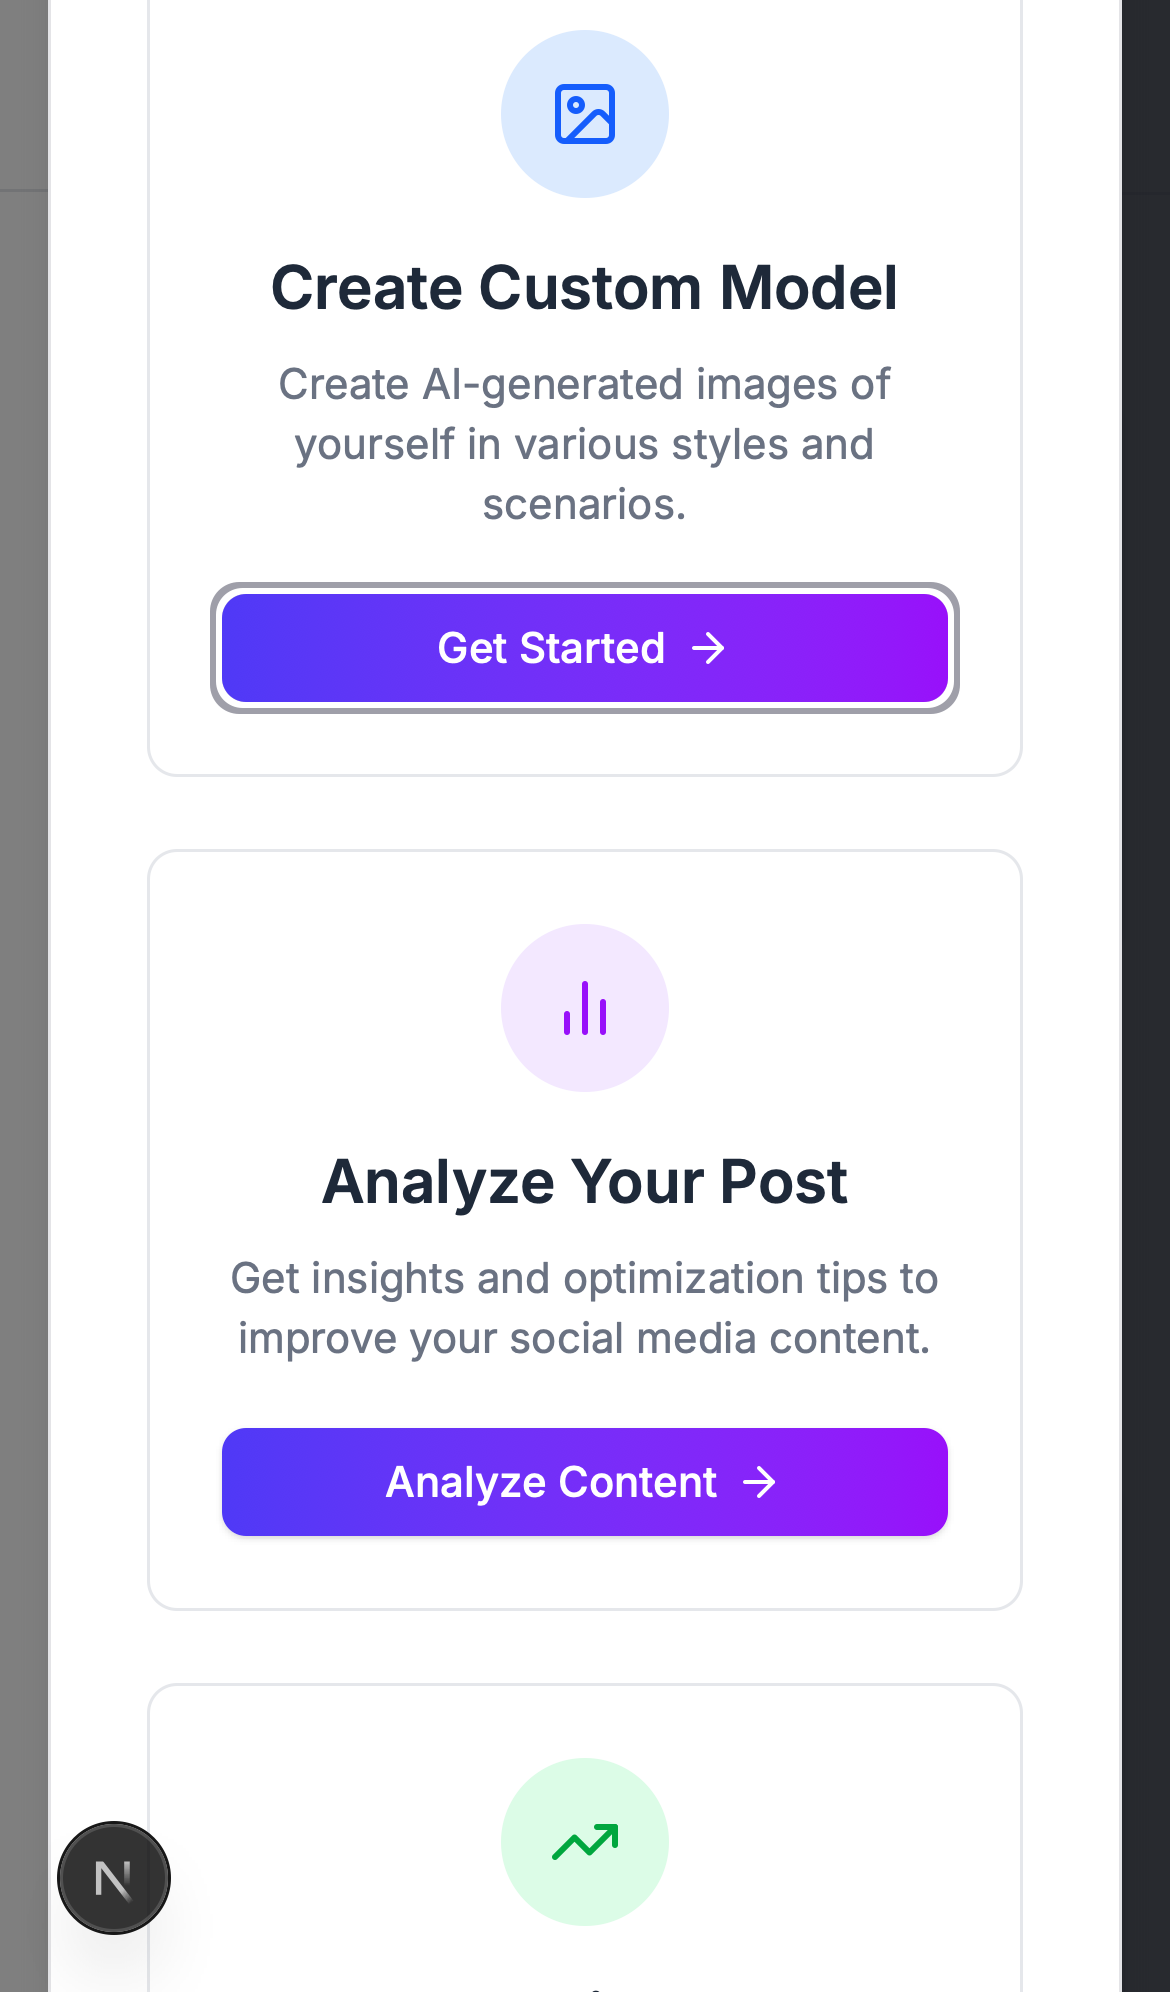 Create Custom Model
Create AI-generated images of
yourself in various styles and
scenarios.
Get Started
Analyze Your Post
Get insights and optimization tips to
improve your social media content.
Analyze Content
N